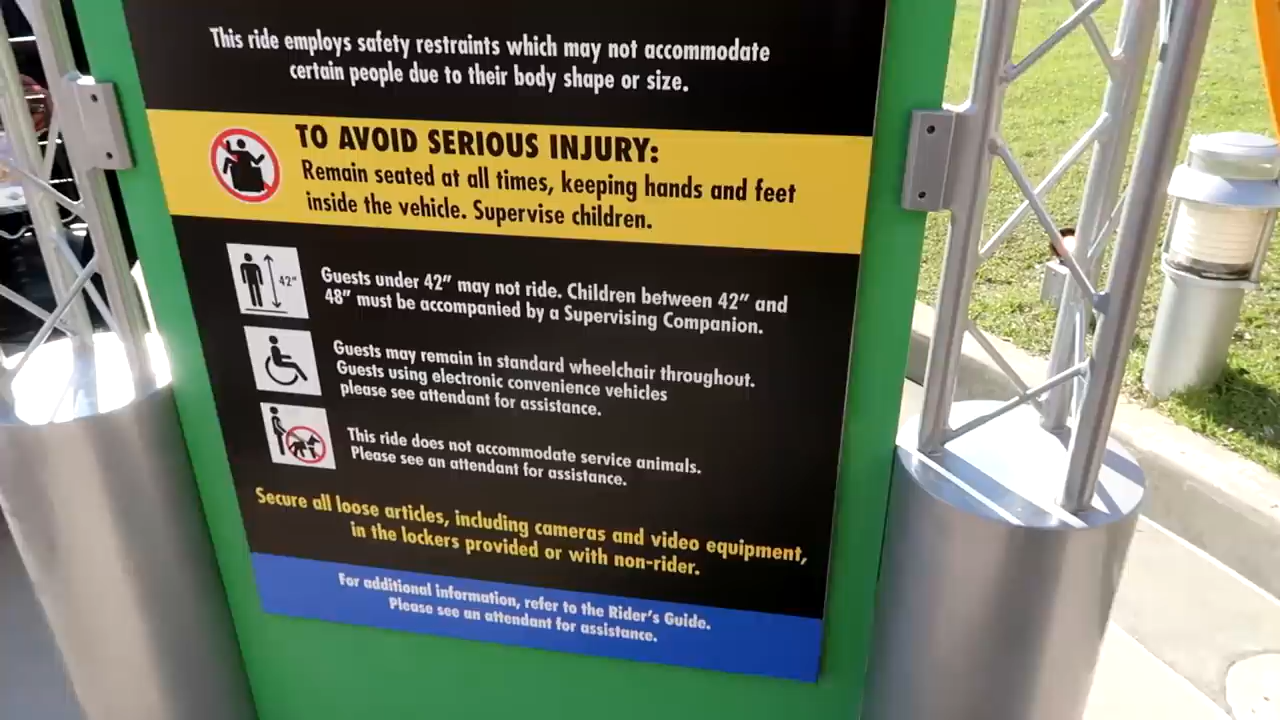 This ride employs safety restraints which may not accommodate
certain people due to their body shape or size.
TO AVOID SERIOUS INJURY:
Remain seated at all times, keeping hands and feet
inside the vehicle. Supervise children.
42"
Guests under 42" may not ride. Children between 42" and
48" must be accompanied by a Supervising Companion.
Guests may remain in standard wheelchair throughout.
Guests using electronic convenience vehicles
please see attendant for assistance.
This ride does not accommodate service animals.
Please see an attendant for assistance.
Secure all loose articles, including cameras and video equipment,
in the lockers provided or with non-rider.
For additional information, refer to the Rider's Guide.
Please see an attendant for assistance.